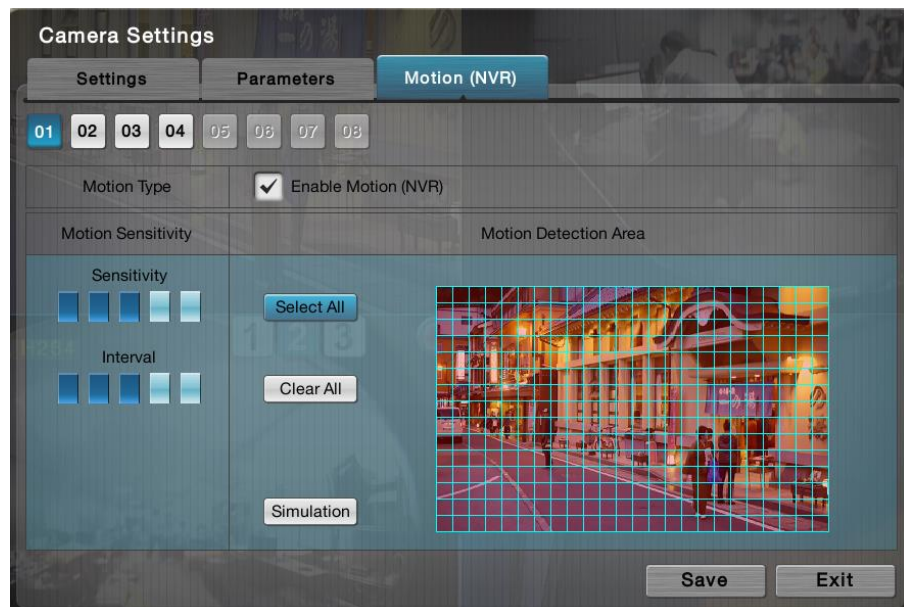 Camera Settings
Settings Parameters Motion (NVR)
01 02 03 04 05 06 07 08
Motion Type Enable Motion (NVR)
Motion Sensitivity Motion Detection Area
Sensitivity
Select All
Interval
Clear All
Simulation
Save Exit